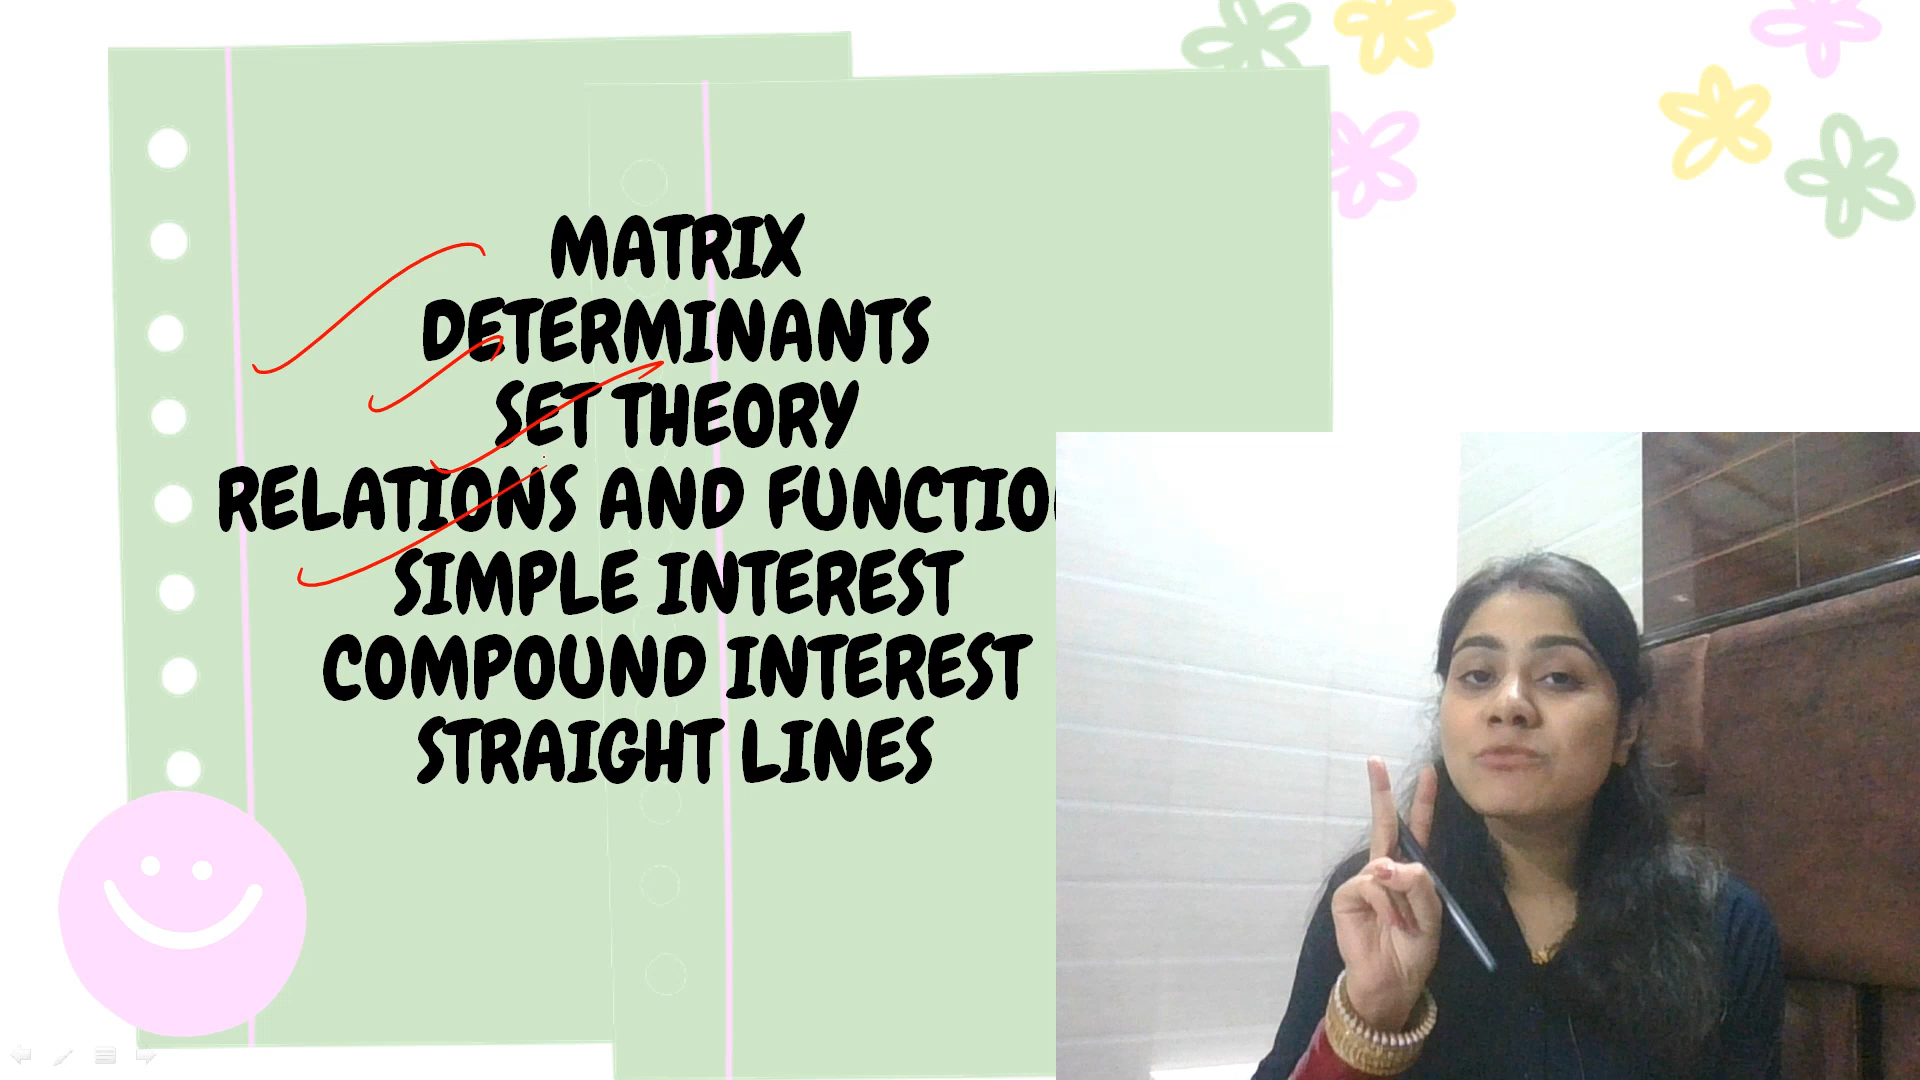 MATRIX
DETERMINANTS
SET THEORY
RELATIONS AND FUNCTIO
SIMPLE INTEREST
COMPOUND INTEREST
STRAIGHT LINES